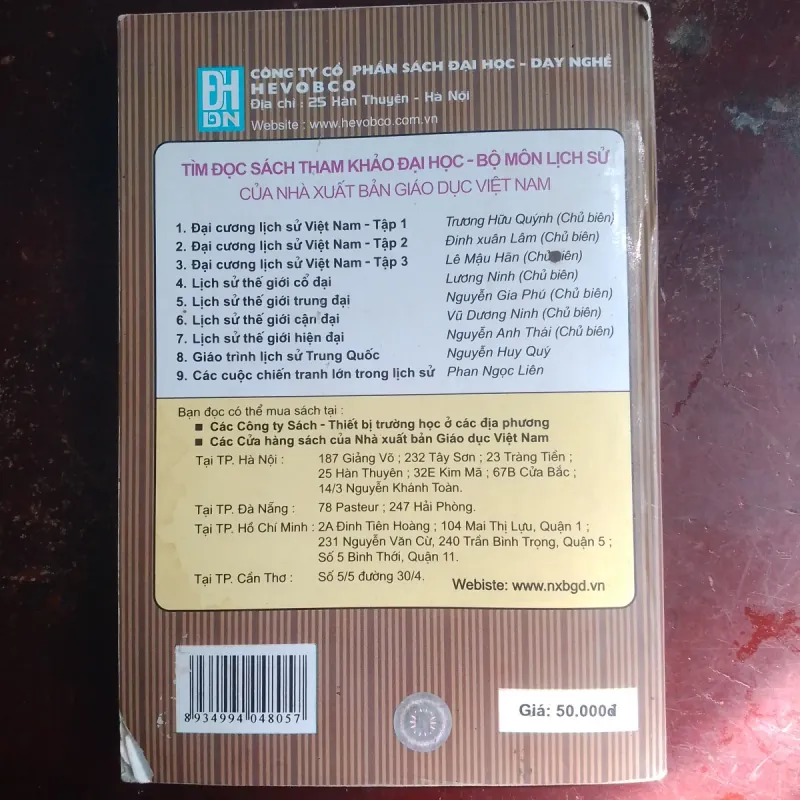 ĐH
DN
CÔNG TY CỔ PHẦN SÁCH ĐẠI HỌC - DẠY NGHỀ
HEVOBCO
Địa chỉ : 25 Hàn Thuyên - Hà Nội
Website : www.hevobco.com.vn
TÌM ĐỌC SÁCH THAM KHẢO ĐẠI HỌC - BỘ MÔN LỊCH SỬ
CỦA NHÀ XUẤT BẢN GIÁO DỤC VIỆT NAM
1. Đại cương lịch sử Việt Nam - Tập 1 Trương Hữu Quýnh (Chủ biên)
2. Đại cương lịch sử Việt Nam - Tập 2 Đinh xuân Lâm (Chủ biên)
3. Đại cương lịch sử Việt Nam - Tập 3 Lê Mậu Hãn (Chủ biên)
4. Lịch sử thế giới cổ đại Lương Ninh (Chủ biên)
5. Lịch sử thế giới trung đại Nguyễn Gia Phú (Chủ biên)
6. Lịch sử thế giới cận đại Vũ Dương Ninh (Chủ biên)
7. Lịch sử thế giới hiện đại Nguyễn Anh Thái (Chủ biên)
8. Giáo trình lịch sử Trung Quốc Nguyễn Huy Quý
9. Các cuộc chiến tranh lớn trong lịch sử Phan Ngọc Liên
Bạn đọc có thể mua sách tại :
■ Các Công ty Sách - Thiết bị trường học ở các địa phương
■ Các Cửa hàng sách của Nhà xuất bản Giáo dục Việt Nam
Tại TP. Hà Nội : 187 Giảng Võ ; 232 Tây Sơn ; 23 Tràng Tiền ;
25 Hàn Thuyên ; 32E Kim Mã ; 67B Cửa Bắc ;
14/3 Nguyễn Khánh Toàn.
Tại TP. Đà Nẵng : 78 Pasteur ; 247 Hải Phòng.
Tại TP. Hồ Chí Minh : 2A Đinh Tiên Hoàng ; 104 Mai Thị Lựu, Quận 1 ;
231 Nguyễn Văn Cừ, 240 Trần Bình Trọng, Quận 5 ;
Số 5 Bình Thới, Quận 11.
Tại TP. Cần Thơ : Số 5/5 đường 30/4.
Webiste: www.nxbgd.vn
8934994048057
Giá: 50.000đ